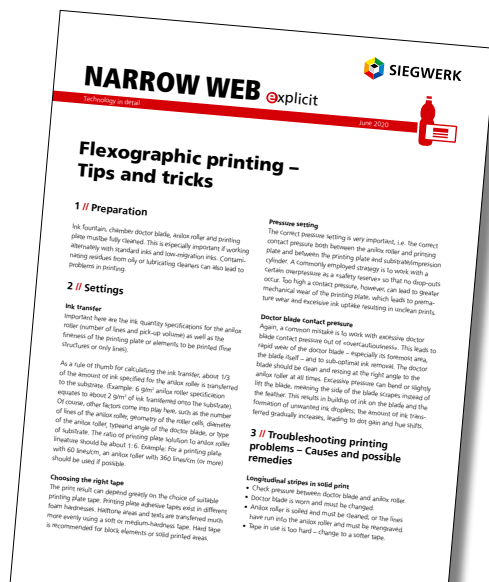 SIEGWERK
NARROW WEB explicit
Technology in detail
June 2020
Flexographic printing –
Tips and tricks
1 // Preparation
Ink fountain, chamber doctor blade, anilox roller and printing
plate mustbe fully cleaned. This is especially important if working
alternately with standard inks and low-migration inks. Contami-
nating residues from oily or lubricating cleaners can also lead to
problems in printing.
2 // Settings
Ink transfer
Important here are the ink quantity specifications for the anilox
roller (number of lines and pick-up volume) as well as the
fineness of the printing plate or elements to be printed (fine
structures or only lines).
As a rule of thumb for calculating the ink transfer, about 1/3
of the amount of ink specified for the anilox roller is transferred
to the substrate. (Example: 6 g/m² anilox roller specification
equates to about 2 g/m² of ink transferred onto the substrate).
Of course, other factors come into play here, such as the number
of lines of the anilox roller, geometry of the roller cells, diameter
of the anilox roller, typeand angle of the doctor blade, or type
of substrate. The ratio of printing plate solution to anilox roller
lineature should be about 1:6. Example: For a printing plate
with 60 lines/cm, an anilox roller with 360 lines/cm (or more)
should be used if possible.
Choosing the right tape
The print result can depend greatly on the choice of suitable
printing plate tape. Printing plate adhesive tapes exist in different
foam hardnesses. Halftone areas and texts are transferred much
more evenly using a soft or medium-hardness tape. Hard tape
is recommended for block elements or solid printed areas.
Pressure setting
The correct pressure setting is very important, i.e. The correct
contact pressure both between the anilox roller and printing
plate and between the printing plate and substrate/impression
cylinder. A commonly employed strategy is to work with a
certain overpressure as a «safety reserve» so that no drop-outs
occur. Too high a contact pressure, however, can lead to greater
mechanical wear of the printing plate, which leads to prema-
ture wear and excessive ink uptake resulting in unclean prints.
Doctor blade contact pressure
Again, a common mistake is to work with excessive doctor
blade contact pressure out of «overcautiousness». This leads to
rapid wear of the doctor blade – especially its foremost area,
the blade itself – and to sub-optimal ink removal. The doctor
blade should be clean and resting at the right angle to the
anilox roller at all times. Excessive pressure can bend or slightly
lift the blade, meaning the side of the blade scrapes instead of
the feather. This results in buildup of ink on the blade and the
formation of unwanted ink droplets; the amount of ink trans-
ferred gradually increases, leading to dot gain and hue shifts.
3 // Troubleshooting printing
problems – Causes and possible
remedies
Longitudinal stripes in solid print
• Check pressure between doctor blade and anilox roller.
• Doctor blade is worn and must be changed.
• Anilox roller is soiled and must be cleaned, or the lines
have run into the anilox roller and must be reengraved.
• Tape in use is too hard – change to a softer tape.